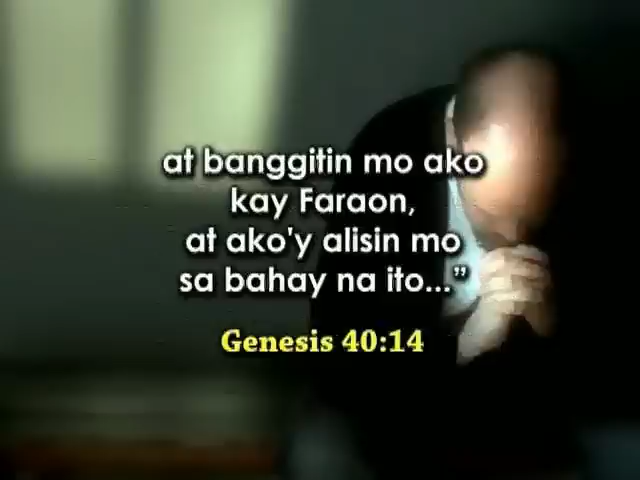 at banggitin mo ako
kay Faraon,
at ako'y alisin mo
sa bahay na ito...”
Genesis 40:14